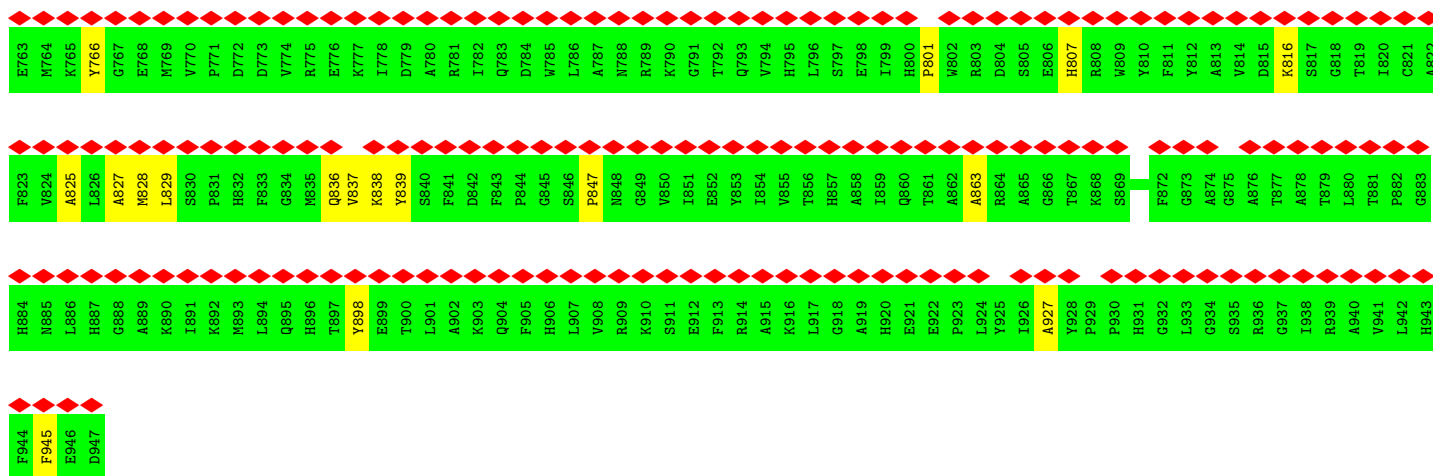 E763 M764 K765 Y766 G767 E768 M769 V770 P771 D772 D773 V774 R775 E776 K777 I778 D779 A780 R781 I782 Q783 D784 W785 L786 A787 N788 R789 K790 G791 T792 Q793 V794 H795 L796 S797 E798 I799 H800 P801 W802 R803 D804 S805 E806 H807 R808 W809 Y810 F811 Y812 A813 V814 D815 K816 S817 G818 T819 I820 C821 A822
F823 V824 A825 L826 A827 M828 L829 S830 P831 H832 F833 G834 M835 Q836 V837 K838 Y839 S840 F841 D842 F843 P844 G845 S846 P847 N848 G849 V850 I851 E852 Y853 I854 V855 T856 H857 A858 I859 Q860 T861 A862 A863 R864 A865 G866 T867 K868 S869 F872 G873 A874 G875 A876 T877 A878 T879 L880 T881 P882 G883
H884 N885 L886 H887 G888 A889 K890 I891 K892 M893 L894 Q895 H896 T897 Y898 E899 T900 L901 A902 K903 Q904 F905 H906 L907 V908 R909 K910 S911 E912 F913 R914 A915 K916 L917 G918 A919 H920 E921 E922 P923 L924 Y925 I926 A927 Y928 P929 P930 H931 G932 L933 G934 S935 R936 G937 I938 R939 A940 V941 L942 H943
F944 F945 E946 D947